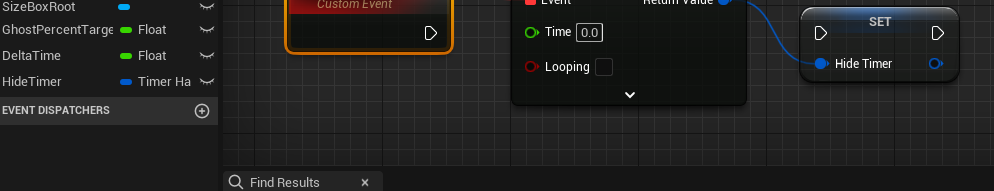 SizeBoxRoot
GhostPercentTarge Float
DeltaTime Float
HideTimer Timer Ha
EVENT DISPATCHERS
Custom Event
Event Return Value
Time 0.0
Looping
SET
Hide Timer
Find Results